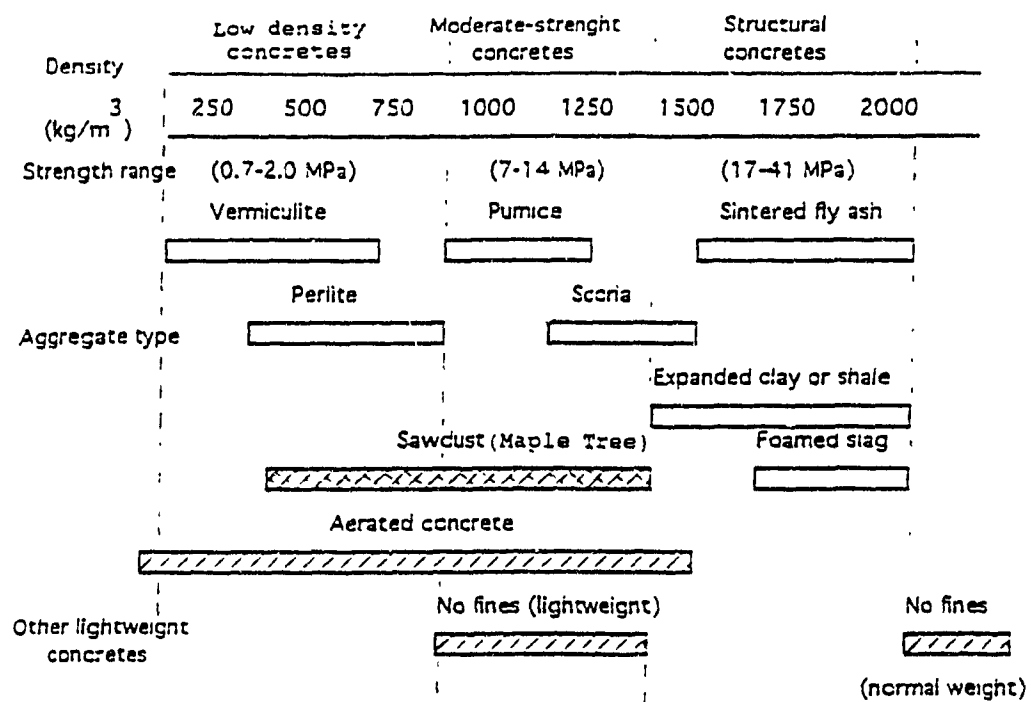 Low density Moderate-strenght Structural
concretes concretes concretes
Density
3 250 500 750 1000 1250 1500 1750 2000
(kg/m )
Strength range (0.7-2.0 MPa) (7-14 MPa) (17-41 MPa)
Vermiculite Pumice Sintered fly ash
Perlite Scoria
Aggregate type
Expanded clay or shale
Sawdust (Maple Tree) Foamed slag
Aerated concrete
No fines (lightweight) No fines
Other lightweight
concretes
(normal weight)